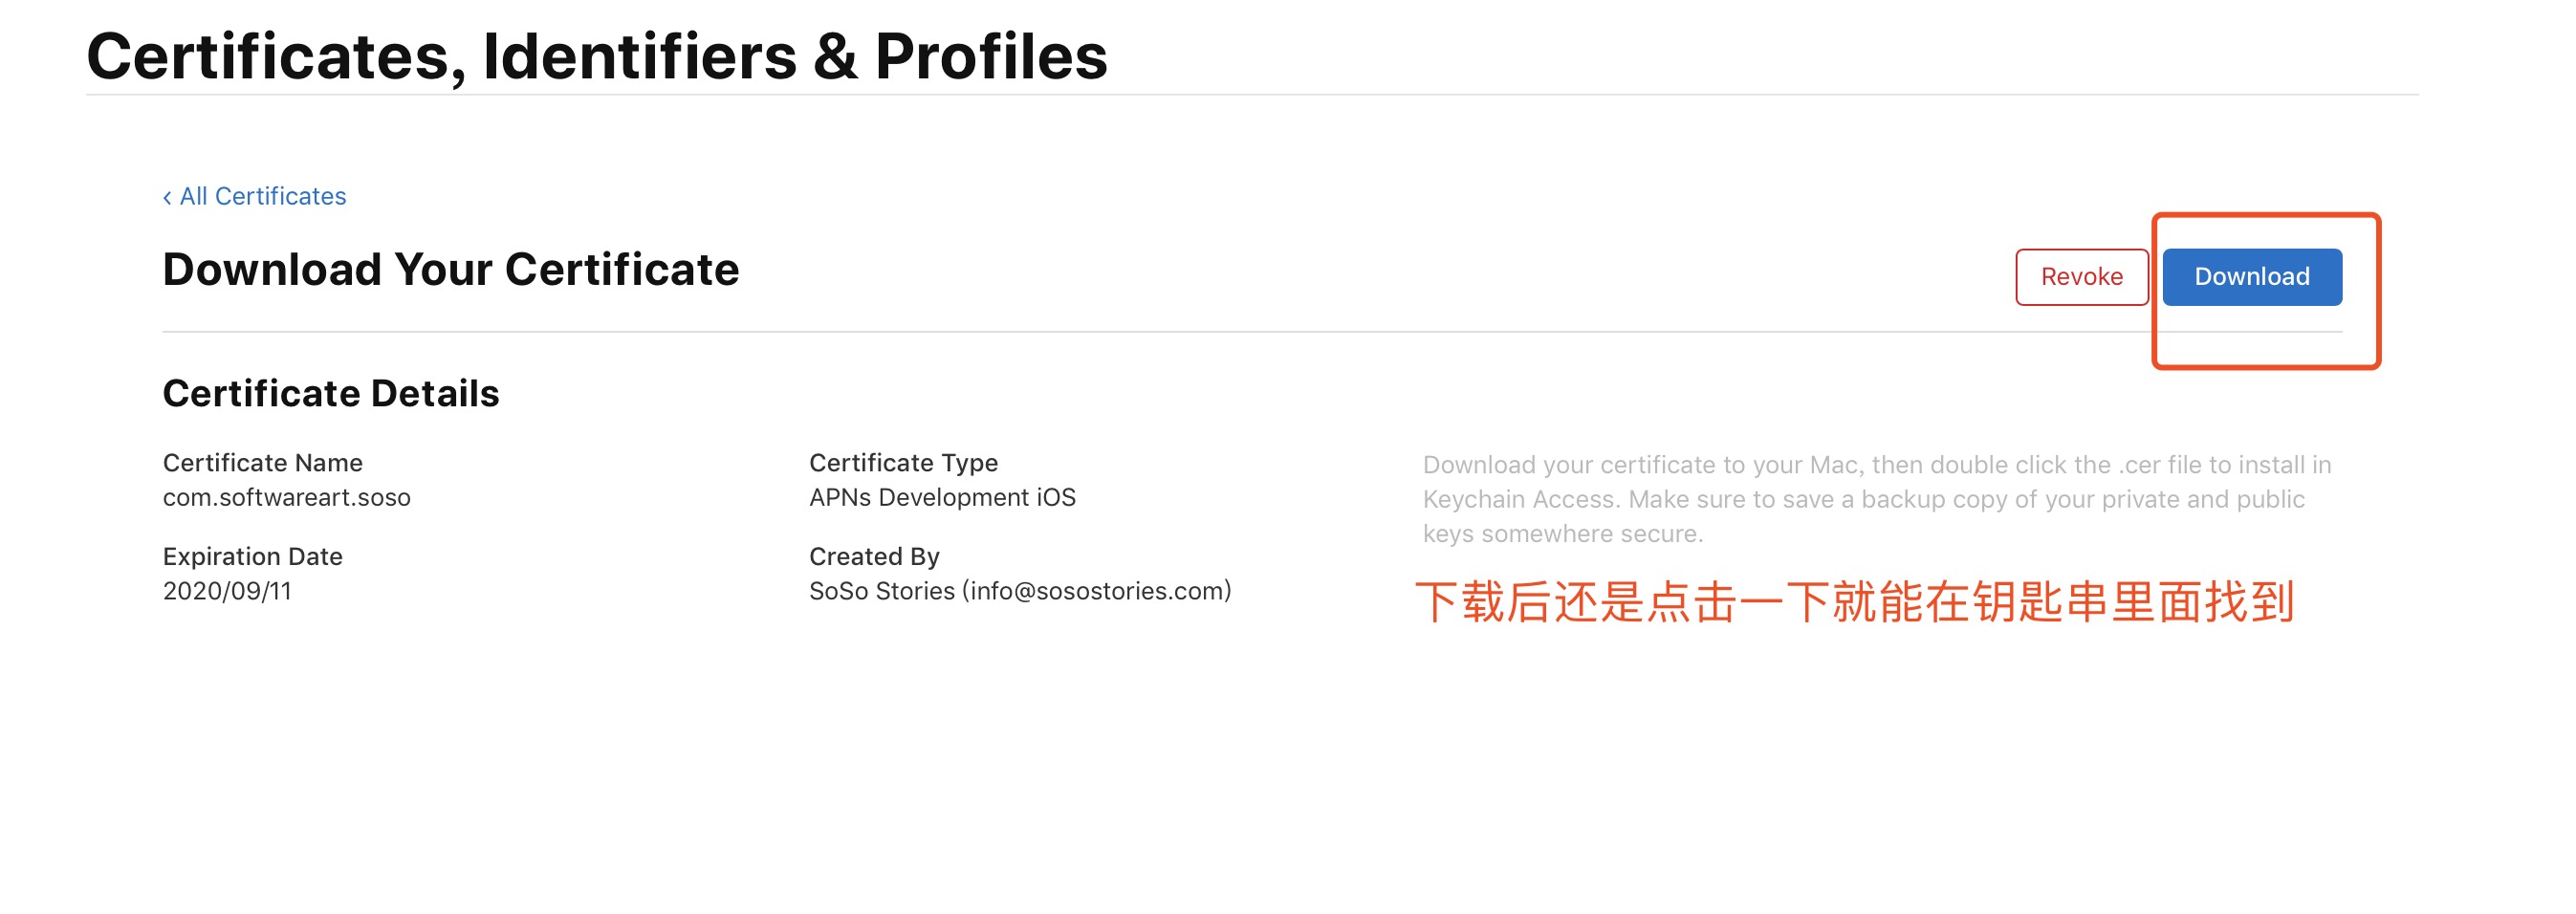 Certificates, Identifiers & Profiles
‹ All Certificates
Download Your Certificate
Revoke
Download
Certificate Details
Certificate Name
com.softwareart.soso
Certificate Type
APNs Development iOS
Download your certificate to your Mac, then double click the .cer file to install in
Keychain Access. Make sure to save a backup copy of your private and public
keys somewhere secure.
Expiration Date
2020/09/11
Created By
SoSo Stories (info@sosostories.com)
下载后还是点击一下就能在钥匙串里面找到